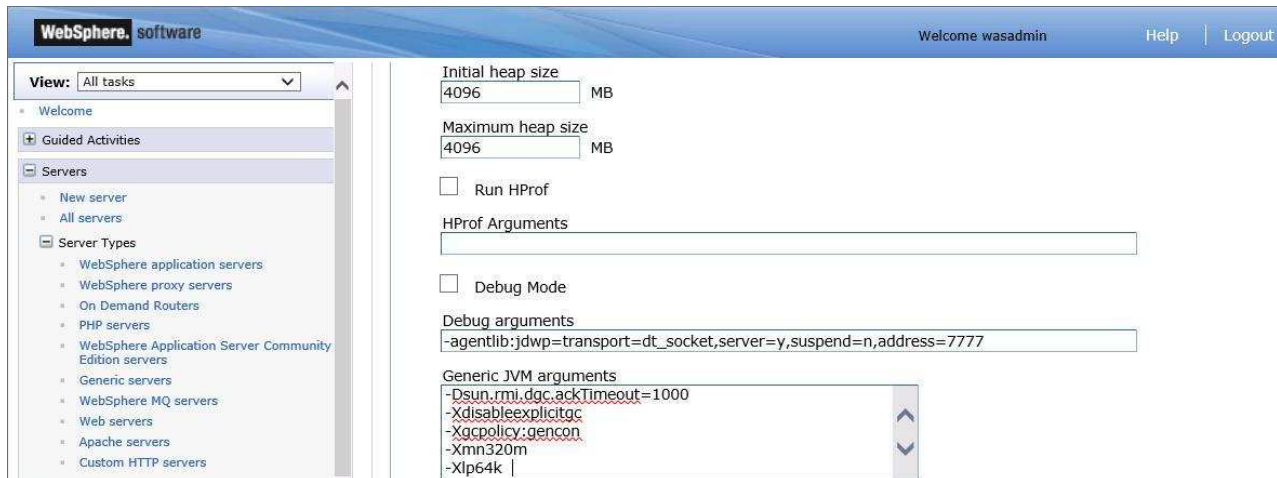 WebSphere. software
Welcome wasadmin
Help
Logout
View: All tasks
Welcome
Guided Activities
Servers
New server
All servers
Server Types
WebSphere application servers
WebSphere proxy servers
On Demand Routers
PHP servers
WebSphere Application Server Community
Edition servers
Generic servers
WebSphere MQ servers
Web servers
Apache servers
Custom HTTP servers
Initial heap size
4096 MB
Maximum heap size
4096 MB
Run HProf
HProf Arguments
Debug Mode
Debug arguments
-agentlib:jdwp=transport=dt_socket,server=y,suspend=n,address=7777
Generic JVM arguments
-Dsun.rmi.dgc.ackTimeout=1000
-Xdisableexplicitgc
-Xgcpolicy:gencon
-Xmn320m
-Xlp64k